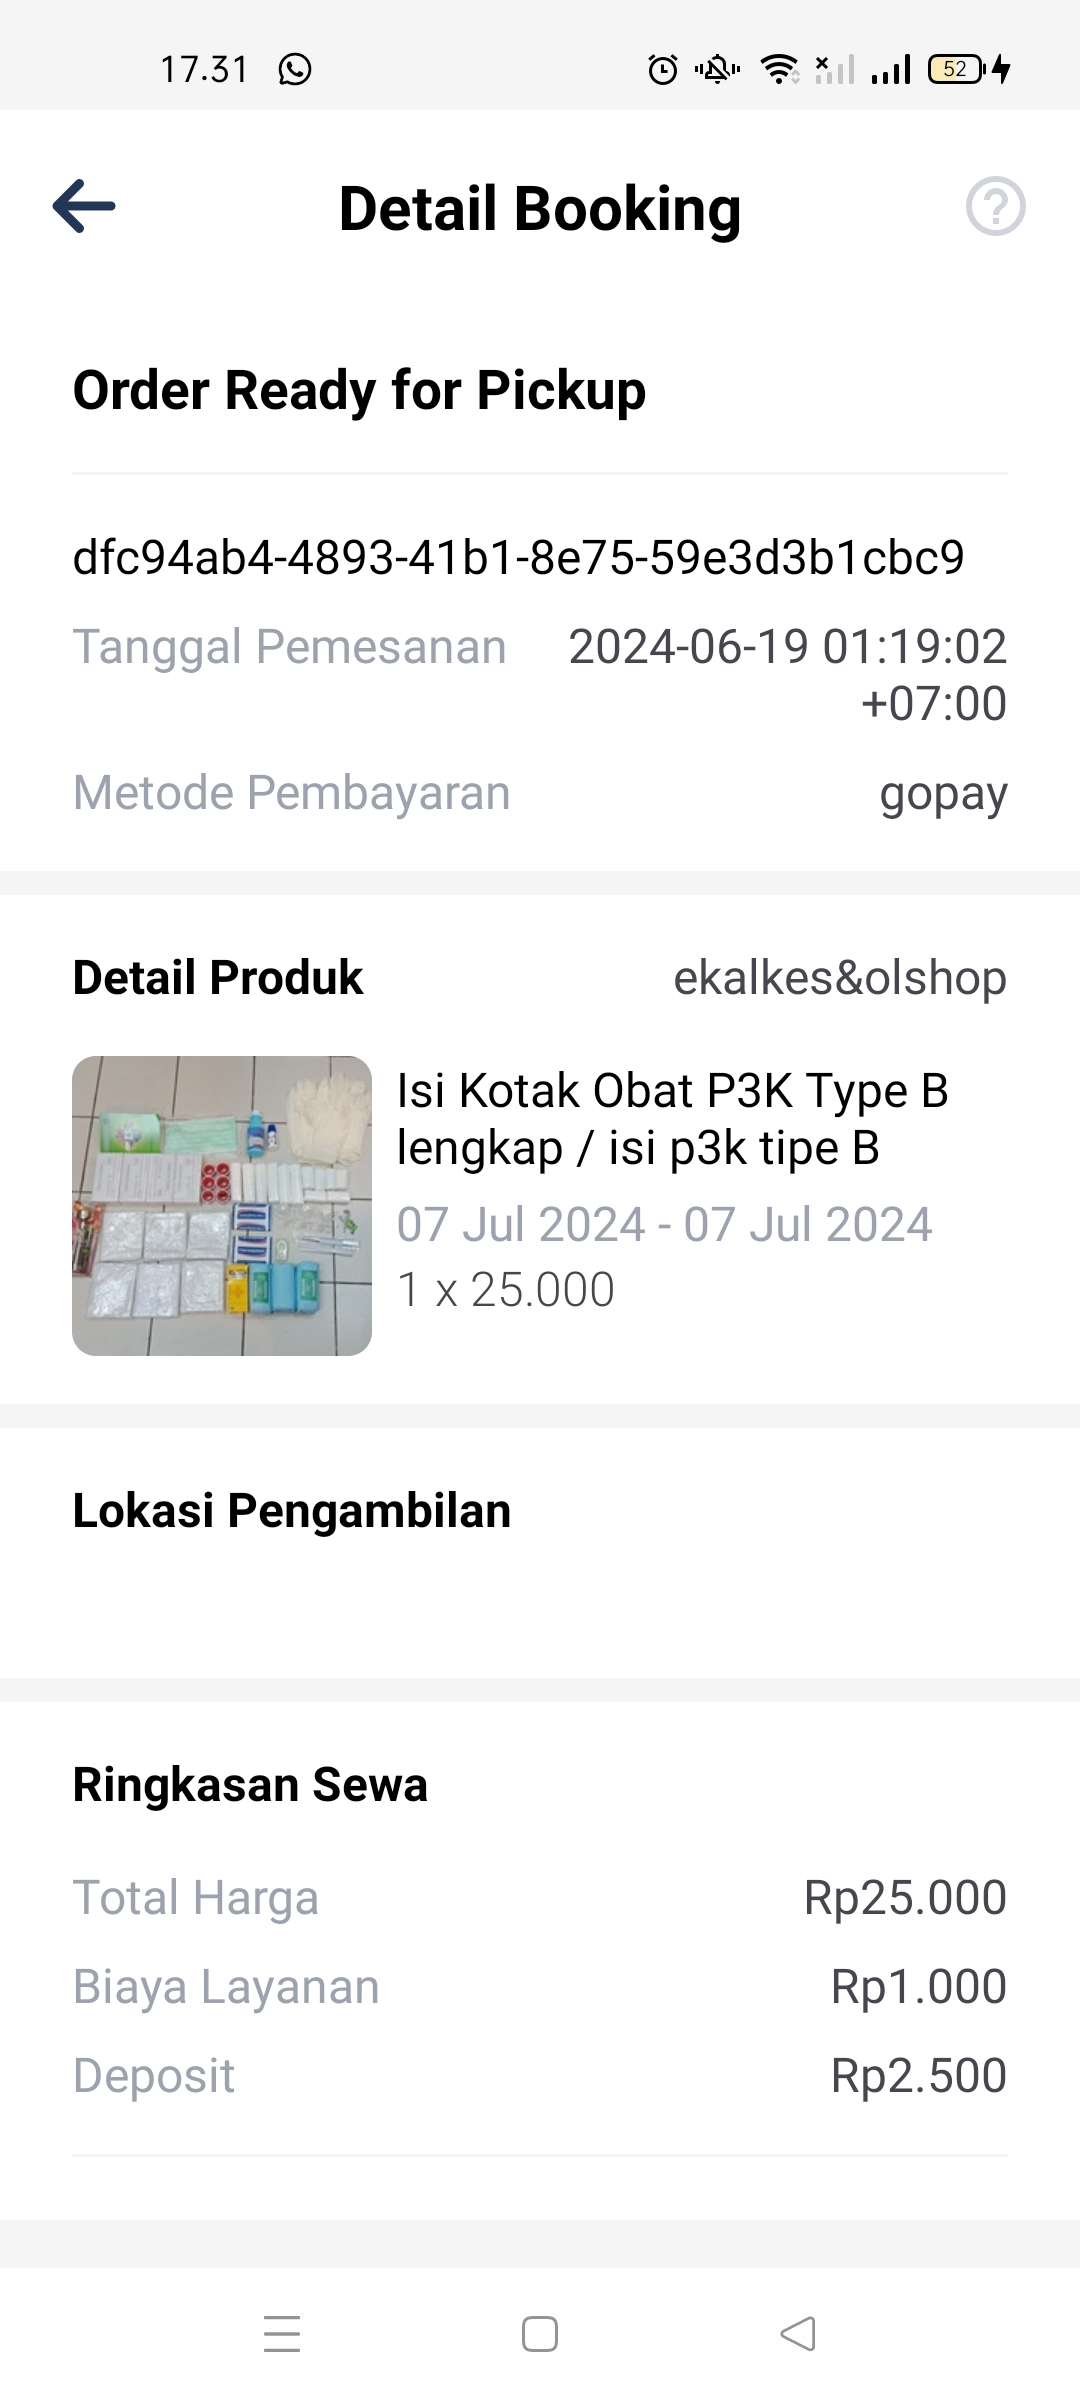 17.31
52
Detail Booking
?
Order Ready for Pickup
dfc94ab4-4893-41b1-8e75-59e3d3b1cbc9
Tanggal Pemesanan 2024-06-19 01:19:02
+07:00
Metode Pembayaran gopay
Detail Produk ekalkes&olshop
Isi Kotak Obat P3K Type B
lengkap / isi p3k tipe B
07 Jul 2024 - 07 Jul 2024
1 x 25.000
Lokasi Pengambilan
Ringkasan Sewa
Total Harga Rp25.000
Biaya Layanan Rp1.000
Deposit Rp2.500